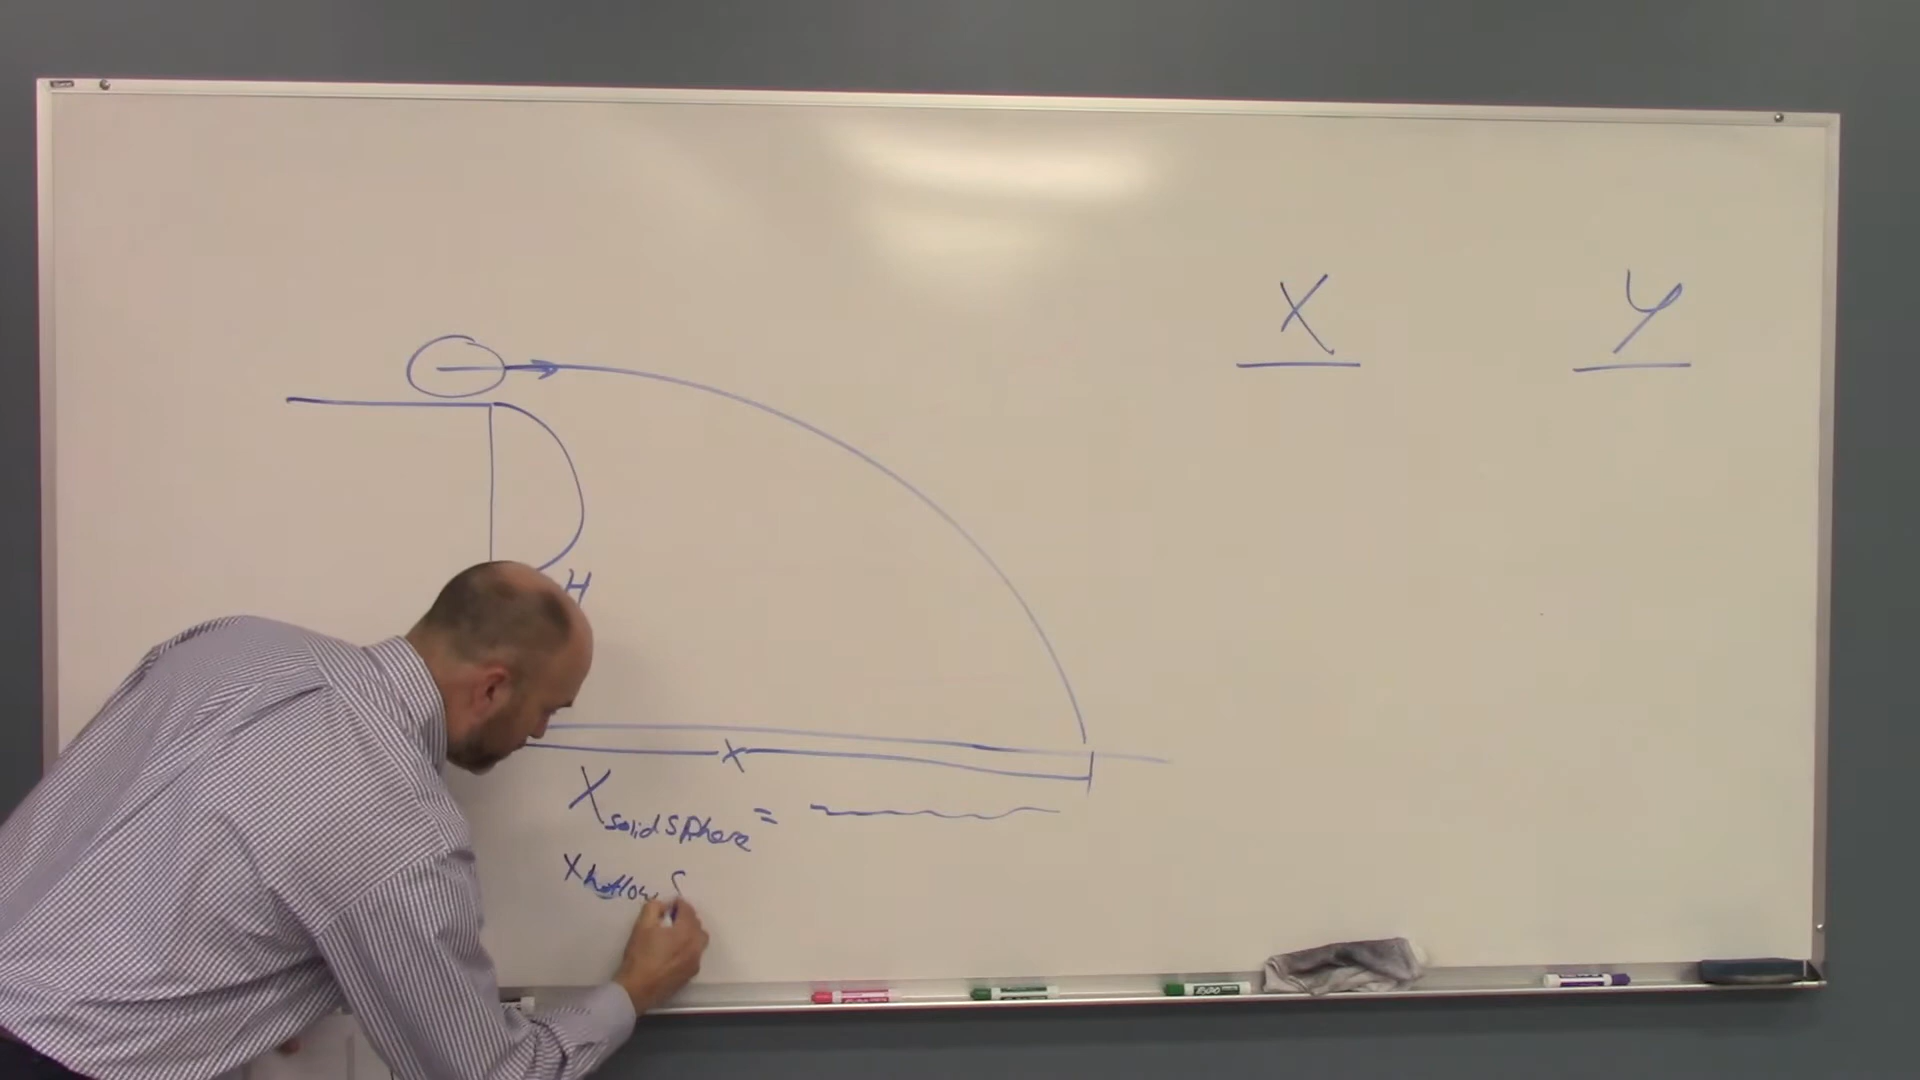 X Y
H
X
X solid sphere =
X hollow S